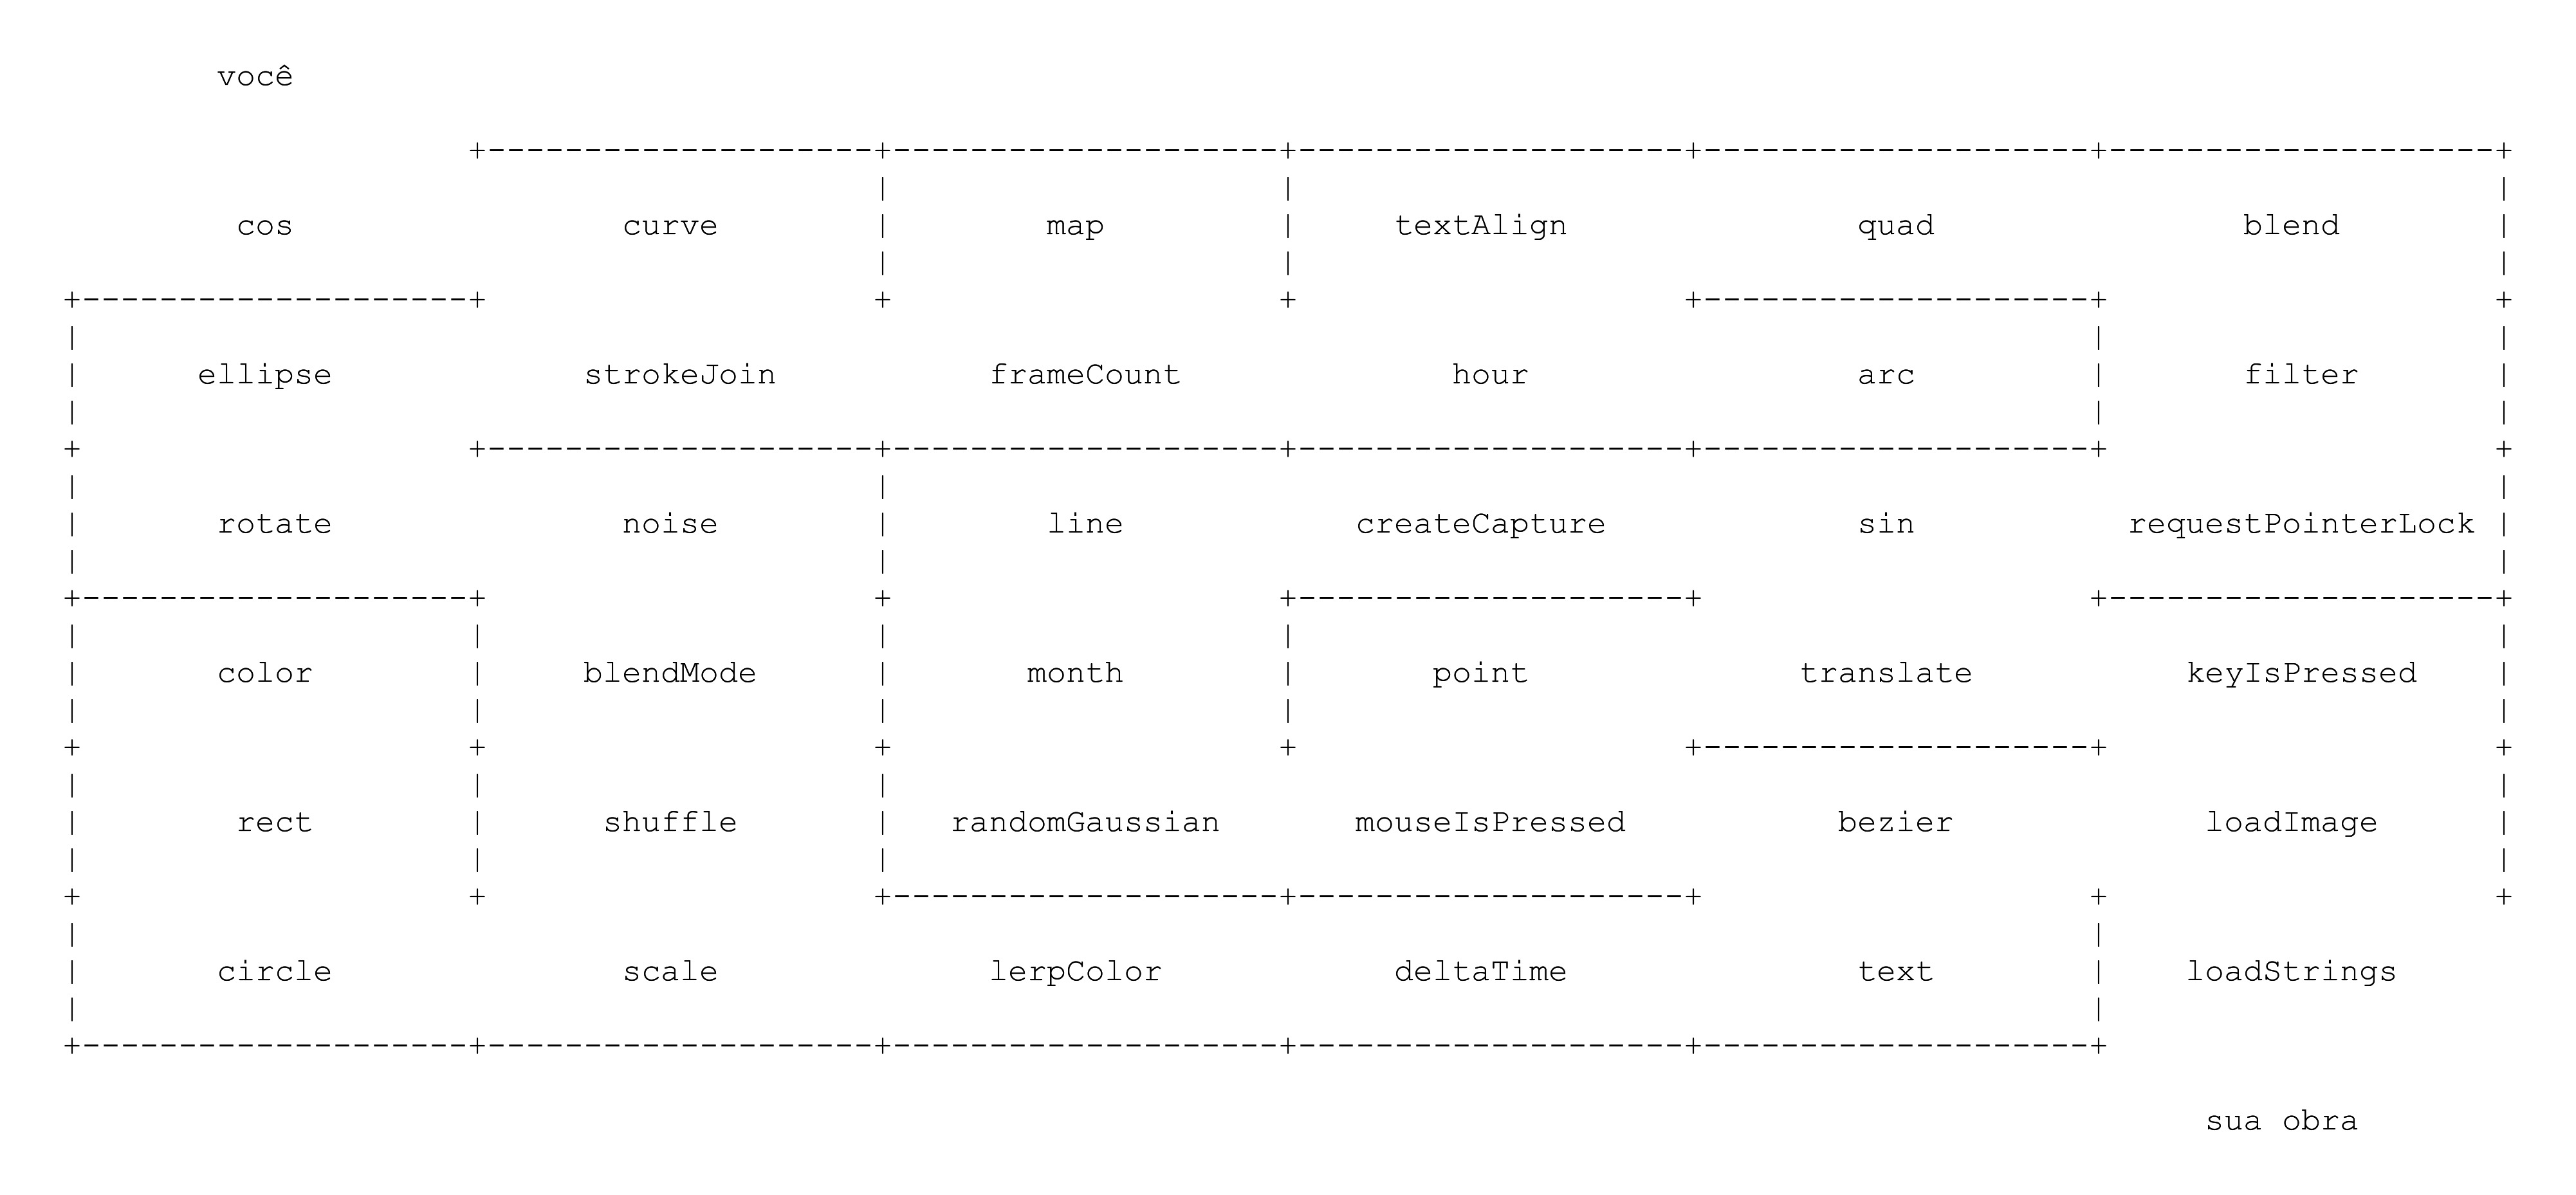 você
cos curve map textAlign quad blend
ellipse strokeJoin frameCount hour arc filter
rotate noise line createCapture sin requestPointerLock
color blendMode month point translate keyIsPressed
rect shuffle randomGaussian mouseIsPressed bezier loadImage
circle scale lerpColor deltaTime text loadStrings
sua obra